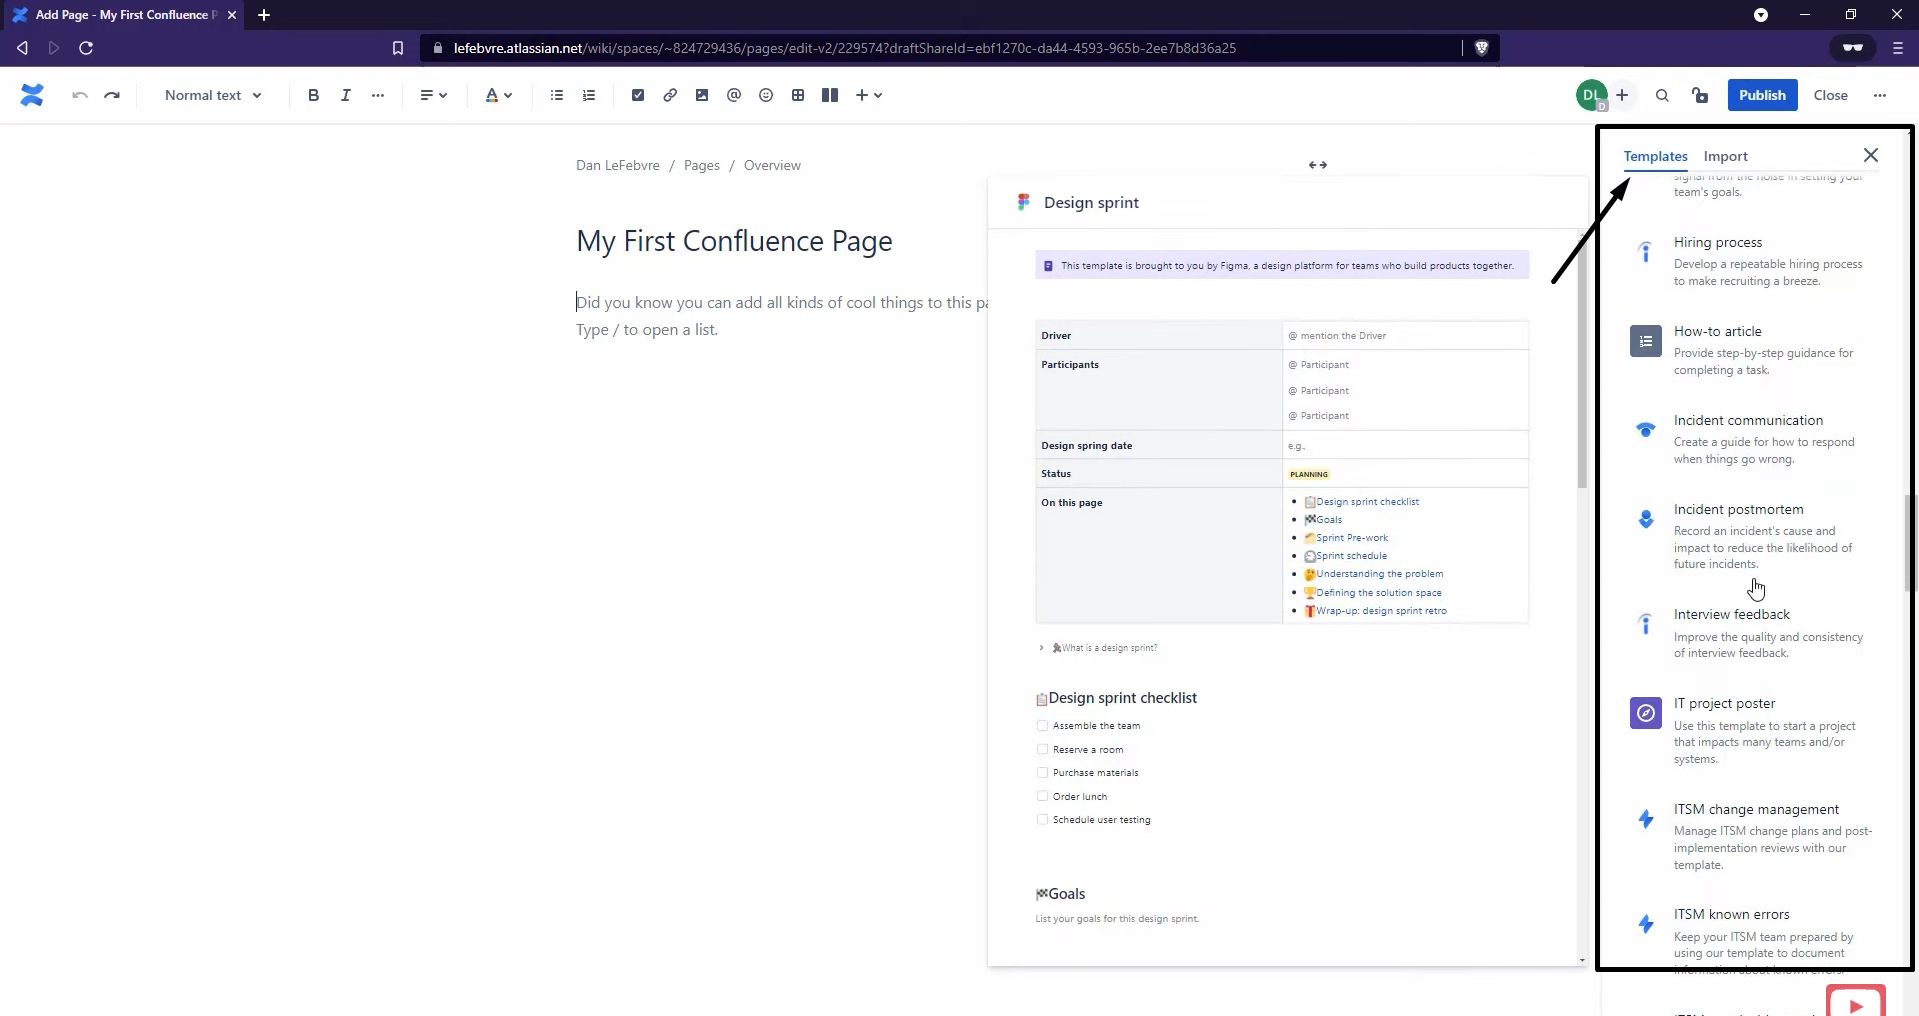 Add Page - My First Confluence P
lefebvre.atlassian.net/wiki/spaces/~824729436/pages/edit-v2/229574?draftShareId=ebf1270c-da44-4593-965b-2ee7b8d36a25
Normal text
B
I
A
DL
D
Publish
Close
Dan LeFebvre / Pages / Overview
My First Confluence Page
Did you know you can add all kinds of cool things to this pa
Type / to open a list.
Design sprint
This template is brought to you by Figma, a design platform for teams who build products together.
Driver
@ mention the Driver
Participants
@ Participant
@ Participant
@ Participant
Design spring date
e.g.,
Status
PLANNING
On this page
Design sprint checklist
Goals
Sprint Pre-work
Sprint schedule
Understanding the problem
Defining the solution space
Wrap-up: design sprint retro
What is a design sprint?
Design sprint checklist
Assemble the team
Reserve a room
Purchase materials
Order lunch
Schedule user testing
Goals
List your goals for this design sprint.
Templates
Import
signal from the noise in setting your
team's goals.
Hiring process
Develop a repeatable hiring process
to make recruiting a breeze.
How-to article
Provide step-by-step guidance for
completing a task.
Incident communication
Create a guide for how to respond
when things go wrong.
Incident postmortem
Record an incident's cause and
impact to reduce the likelihood of
future incidents.
Interview feedback
Improve the quality and consistency
of interview feedback.
IT project poster
Use this template to start a project
that impacts many teams and/or
systems.
ITSM change management
Manage ITSM change plans and post-
implementation reviews with our
template.
ITSM known errors
Keep your ITSM team prepared by
using our template to document
information about known errors.